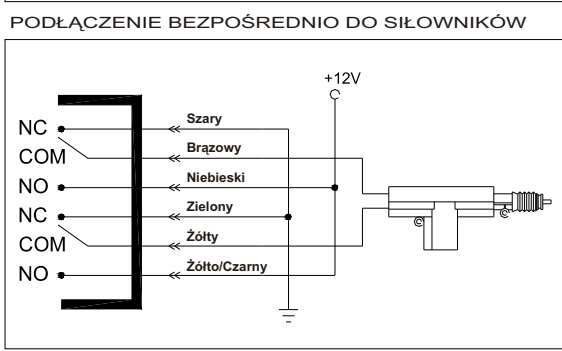 PODŁĄCZENIE BEZPOŚREDNIO DO SIŁOWNIKÓW
+12V
NC Szary
COM Brązowy
NO Niebieski
NC Zielony
COM Żółty
NO Żółto/Czarny